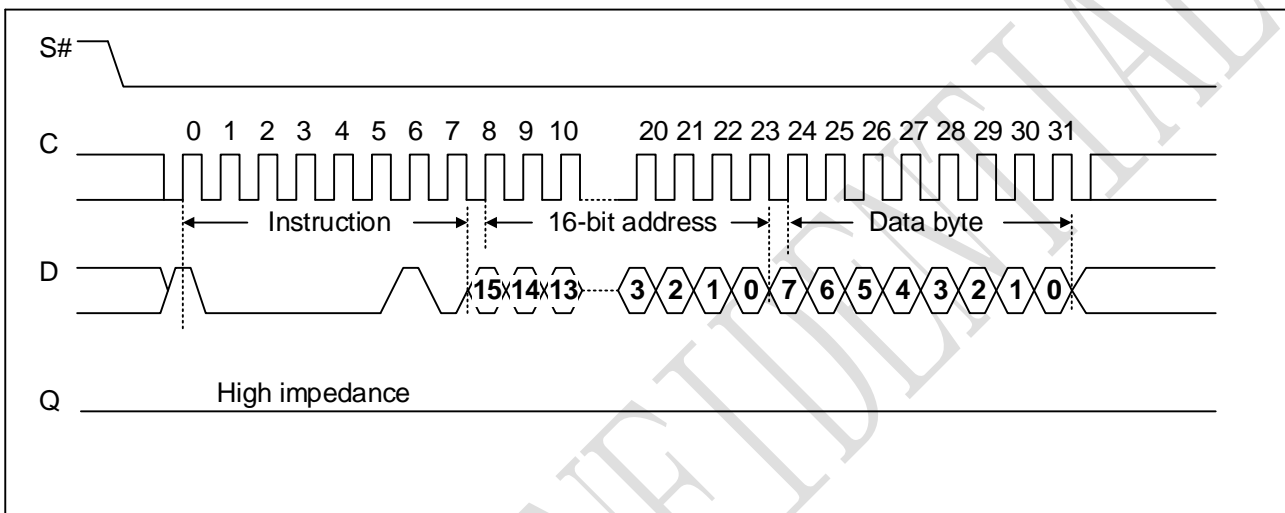 S#
0 1 2 3 4 5 6 7 8 9 10 20 21 22 23 24 25 26 27 28 29 30 31
C
Instruction 16-bit address Data byte
D
15 14 13 3 2 1 0 7 6 5 4 3 2 1 0
High impedance
Q
FIDENTIAL